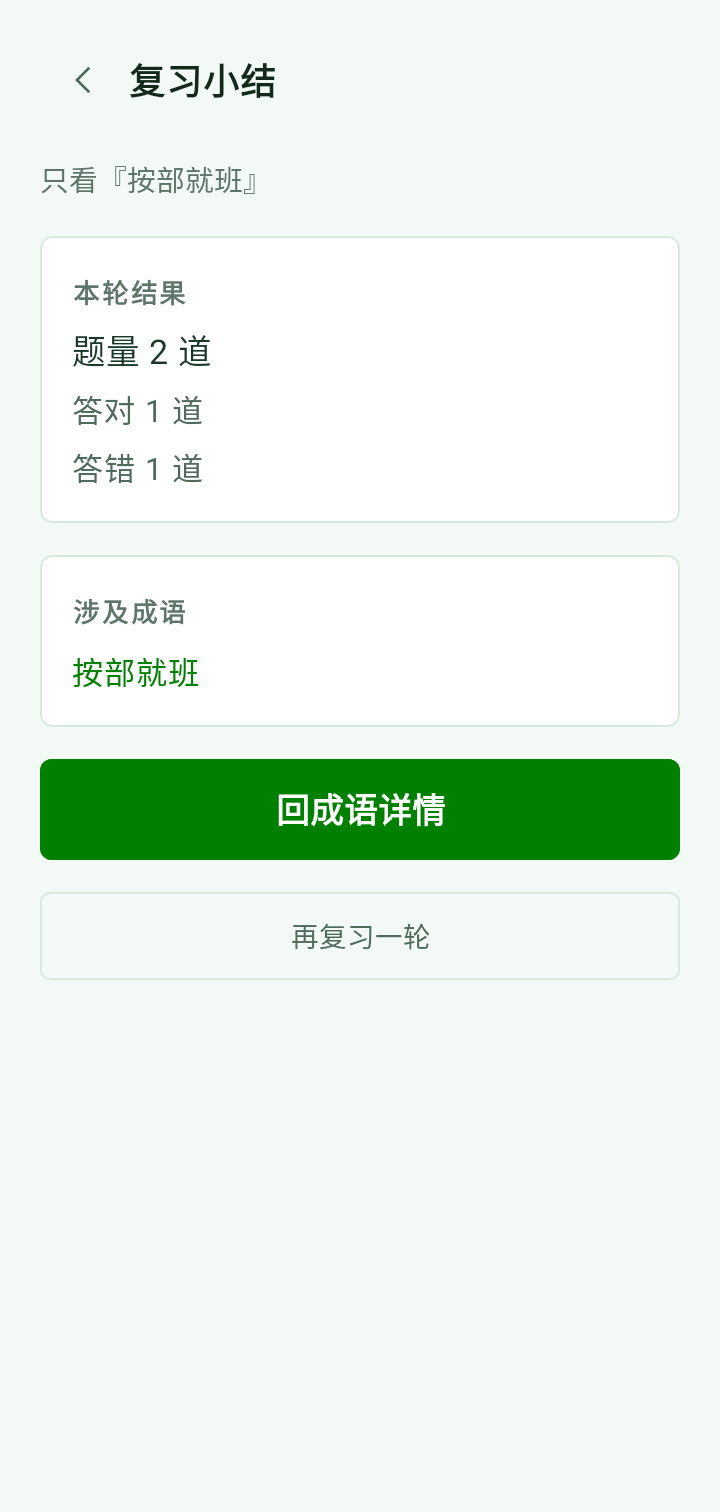 复习小结
只看『按部就班』
本轮结果
题量 2 道
答对 1 道
答错 1 道
涉及成语
按部就班
回成语详情
再复习一轮